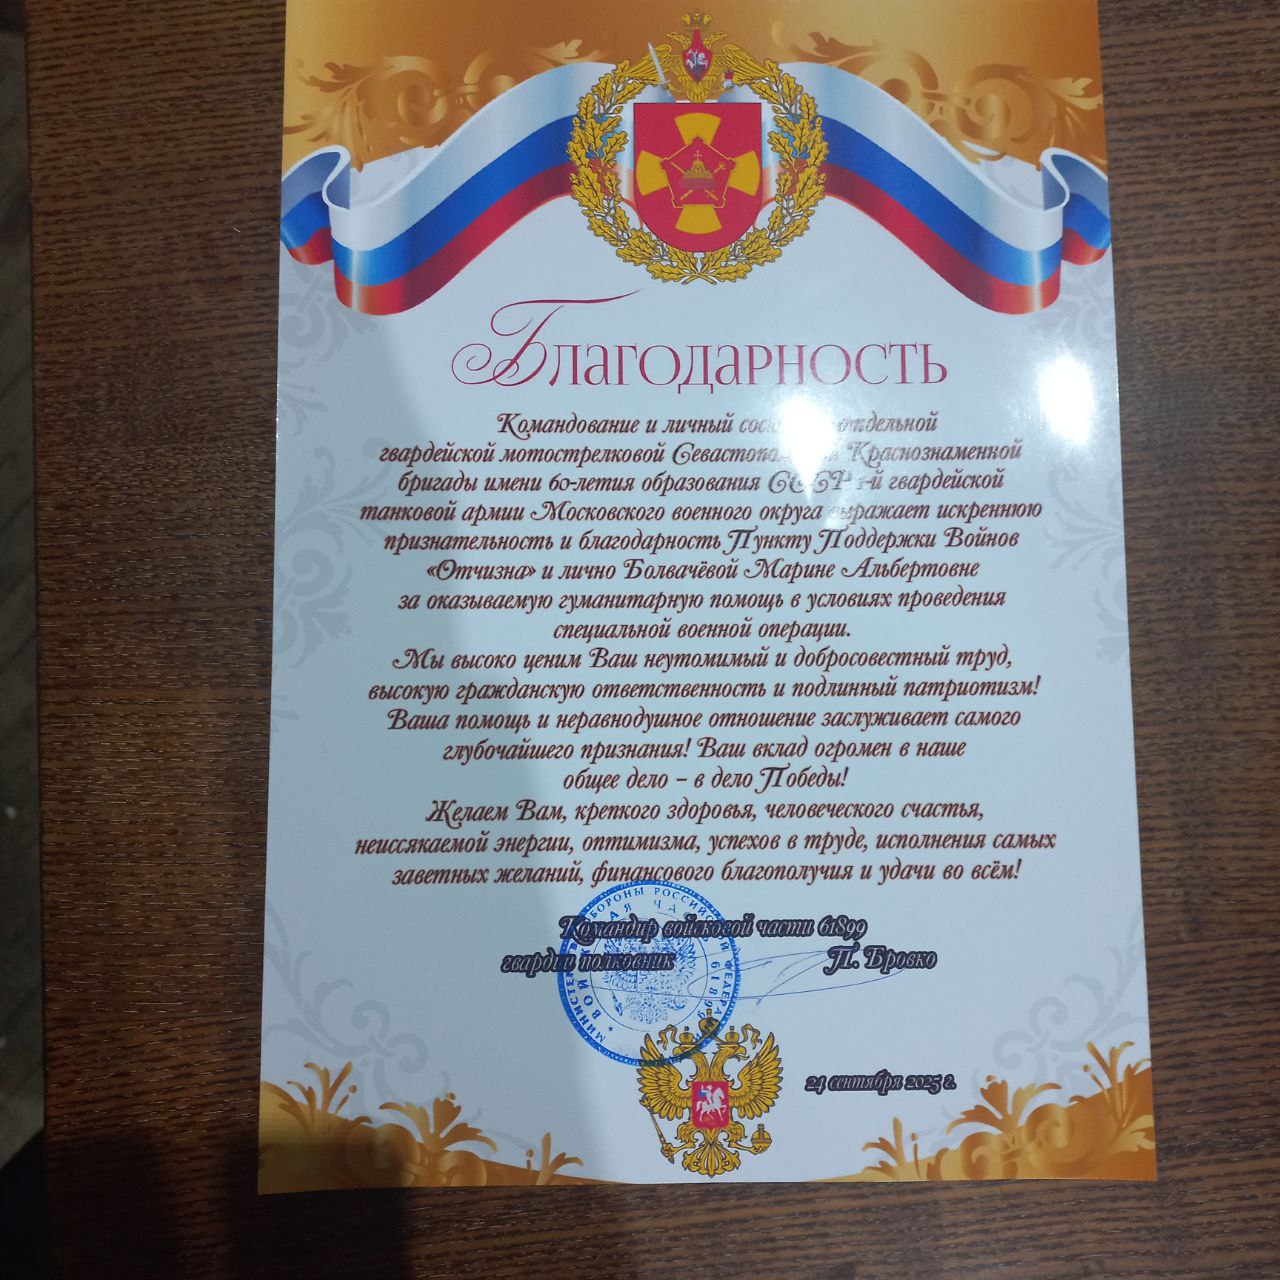 Благодарность
Командование и личный отдельной
гвардейской мотострелковой Краснознаменной
бригады имени 60-летия образования СССР 1-й гвардейской
танковой армии Московского военного округа выражает искреннюю
признательность и благодарность Пункту Поддержки Войнов
«Отчизна» и лично Болвачёвой Марине Альбертовне
за оказываемую гуманитарную помощь в условиях проведения
специальной военной операции.
Мы высоко ценим Ваш неутомимый и добросовестный труд,
высокую гражданскую ответственность и подлинный патриотизм!
Ваша помощь и неравнодушное отношение заслуживает самого
глубочайшего признания! Ваш вклад огромен в наше
общее дело – в дело Победы!
Желаем Вам, крепкого здоровья, человеческого счастья,
неиссякаемой энергии, оптимизма, успехов в труде, исполнения самых
заветных желаний, финансового благополучия и удачи во всём!
Командир войсковой части 61899
гвардии полковник П. Бровко
24 сентября 2025 г.